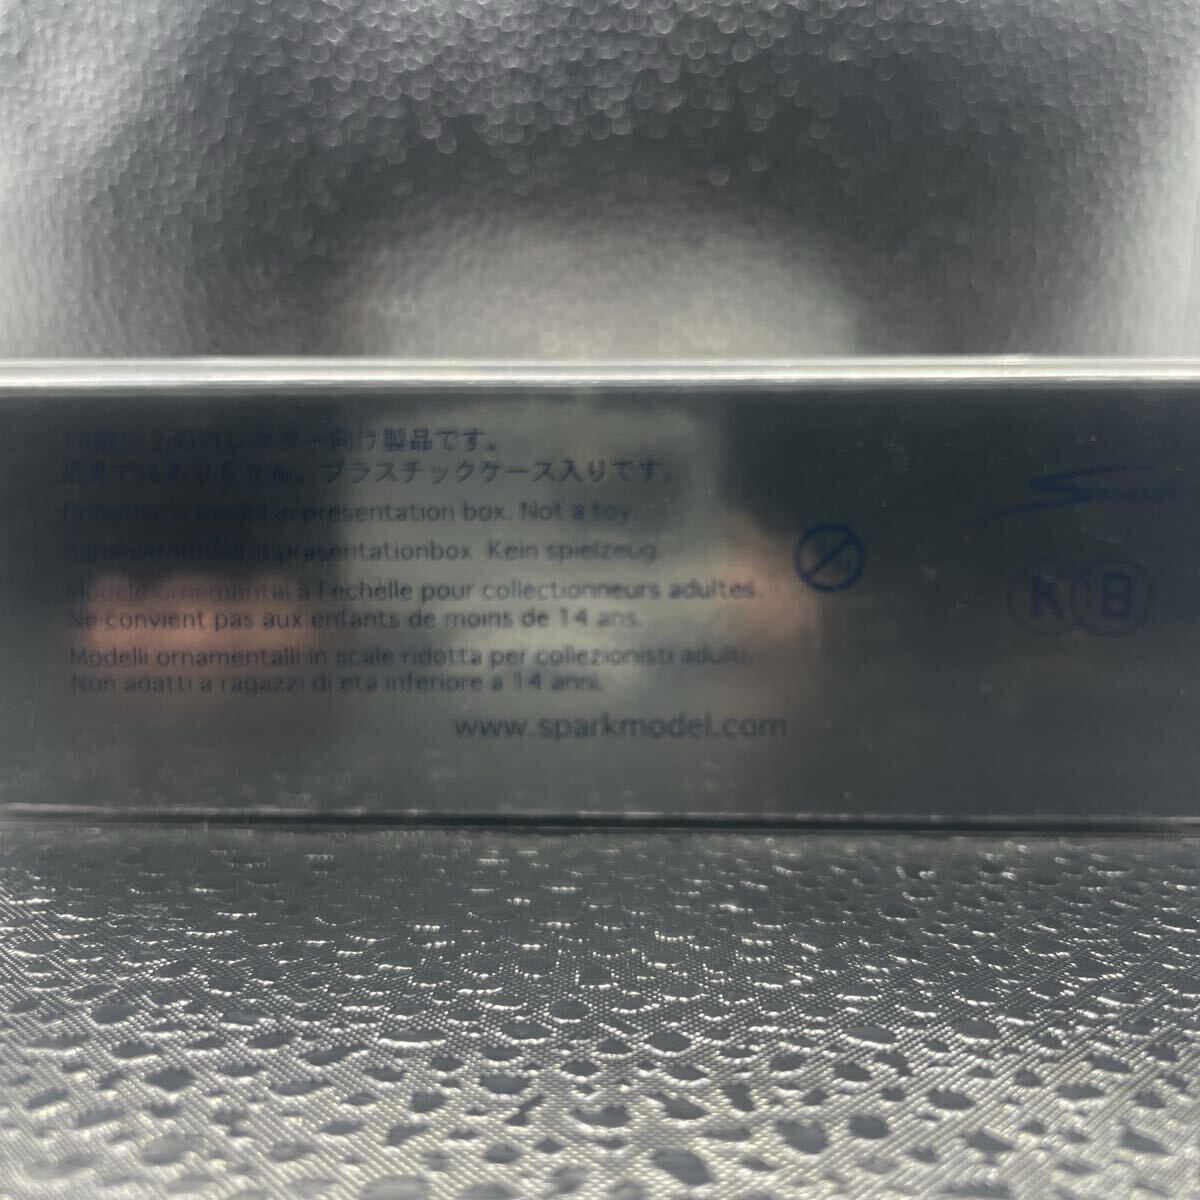 14歳以上のコレクター向け製品です。
玩具ではありません。プラスチックケース入りです。
Collector's model in presentation box. Not a toy.
Sammlermodell in prasentationbox Kein spielzeug.
Modele ornemental à l'echèlle pour collectionneurs adultes.
Ne convient pas aux enfants de moins de 14 ans.
Modelli ornamentalli in scale ridotta per collezionisti adulti.
Non adatti a ragazzi di eta inferiore a 14 anni.
www.sparkmodel.com
Spark
KB